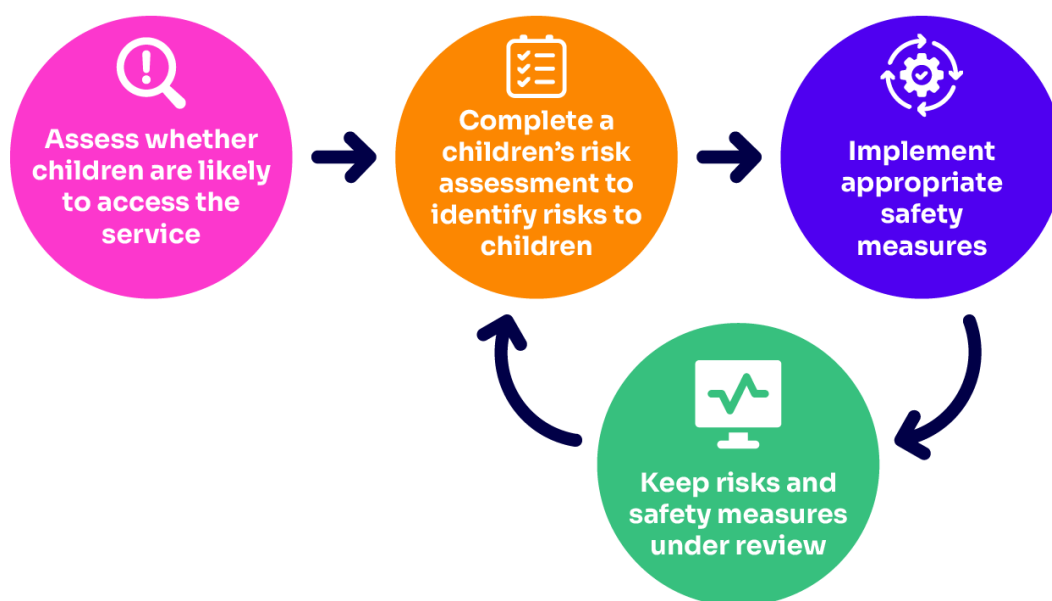 Assess whether
children are likely
to access the
service
Complete a
children’s risk
assessment to
identify risks to
children
Implement
appropriate
safety
measures
Keep risks and
safety measures
under review